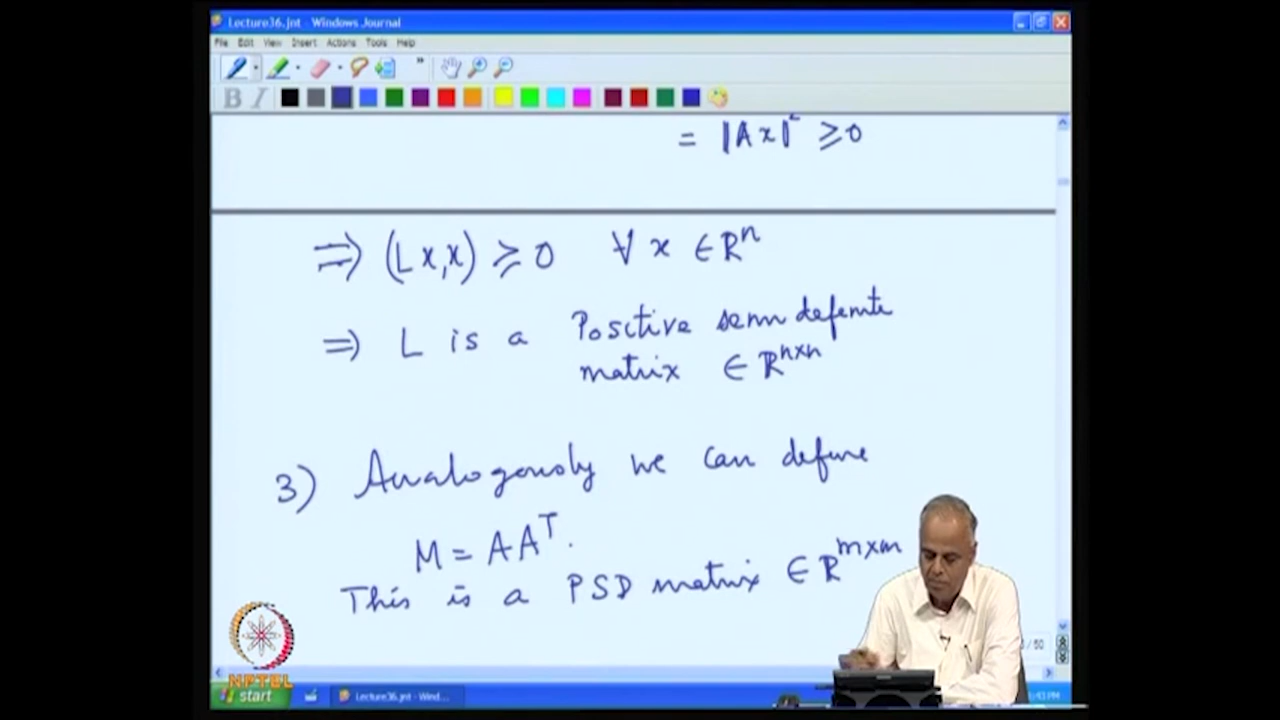 Lecture36.jnt - Windows Journal
File Edit View Insert Actions Tools Help
B I
= ‖Ax‖² ≥ 0
⇒ (Lx,x) ≥ 0 ∀ x ∈ ℝⁿ
⇒ L is a Positive semi definite
matrix ∈ ℝⁿˣⁿ
3) Analogously we can define
M = AAᵀ.
This is a PSD matrix ∈ ℝᵐˣᵐ
NPTEL
start Lecture36.jnt - Wind...